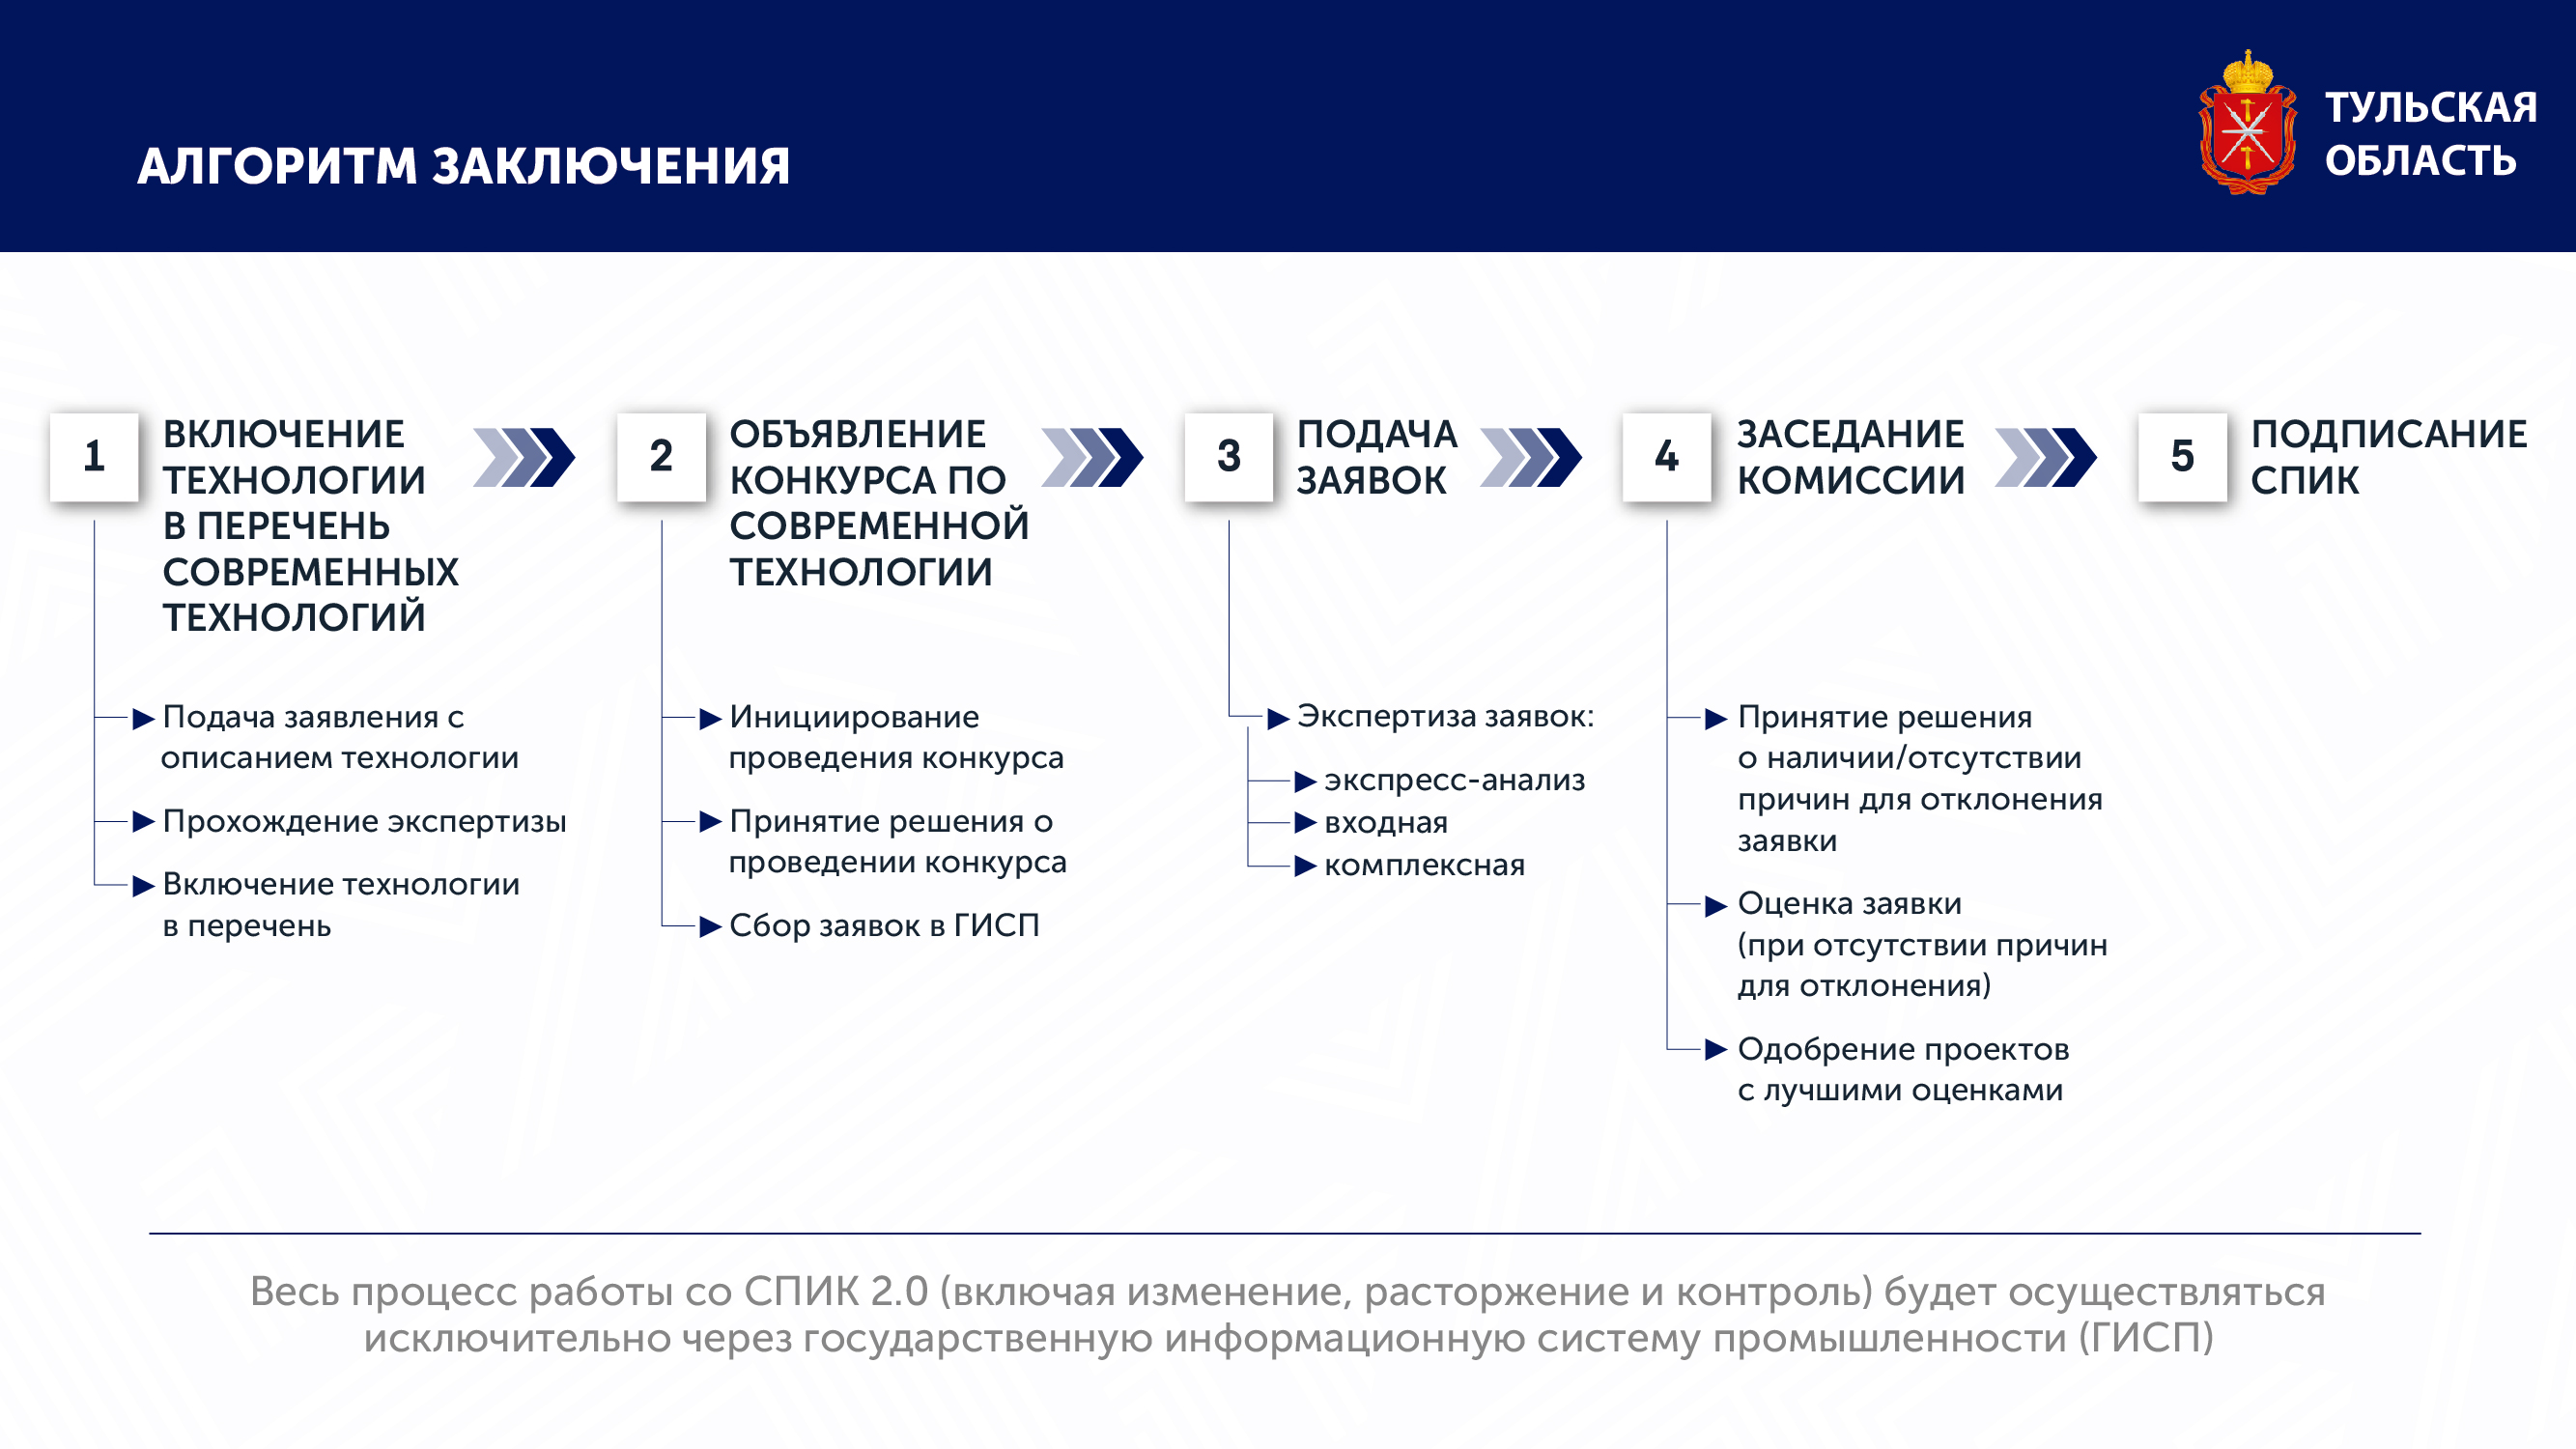 АЛГОРИТМ ЗАКЛЮЧЕНИЯ
ТУЛЬСКАЯ
ОБЛАСТЬ
1
ВКЛЮЧЕНИЕ
ТЕХНОЛОГИИ
В ПЕРЕЧЕНЬ
СОВРЕМЕННЫХ
ТЕХНОЛОГИЙ
Подача заявления с
описанием технологии
Прохождение экспертизы
Включение технологии
в перечень
2
ОБЪЯВЛЕНИЕ
КОНКУРСА ПО
СОВРЕМЕННОЙ
ТЕХНОЛОГИИ
Инициирование
проведения конкурса
Принятие решения о
проведении конкурса
Сбор заявок в ГИСП
3
ПОДАЧА
ЗАЯВОК
Экспертиза заявок:
экспресс-анализ
входная
комплексная
4
ЗАСЕДАНИЕ
КОМИССИИ
Принятие решения
о наличии/отсутствии
причин для отклонения
заявки
Оценка заявки
(при отсутствии причин
для отклонения)
Одобрение проектов
с лучшими оценками
5
ПОДПИСАНИЕ
СПИК
Весь процесс работы со СПИК 2.0 (включая изменение, расторжение и контроль) будет осуществляться
исключительно через государственную информационную систему промышленности (ГИСП)